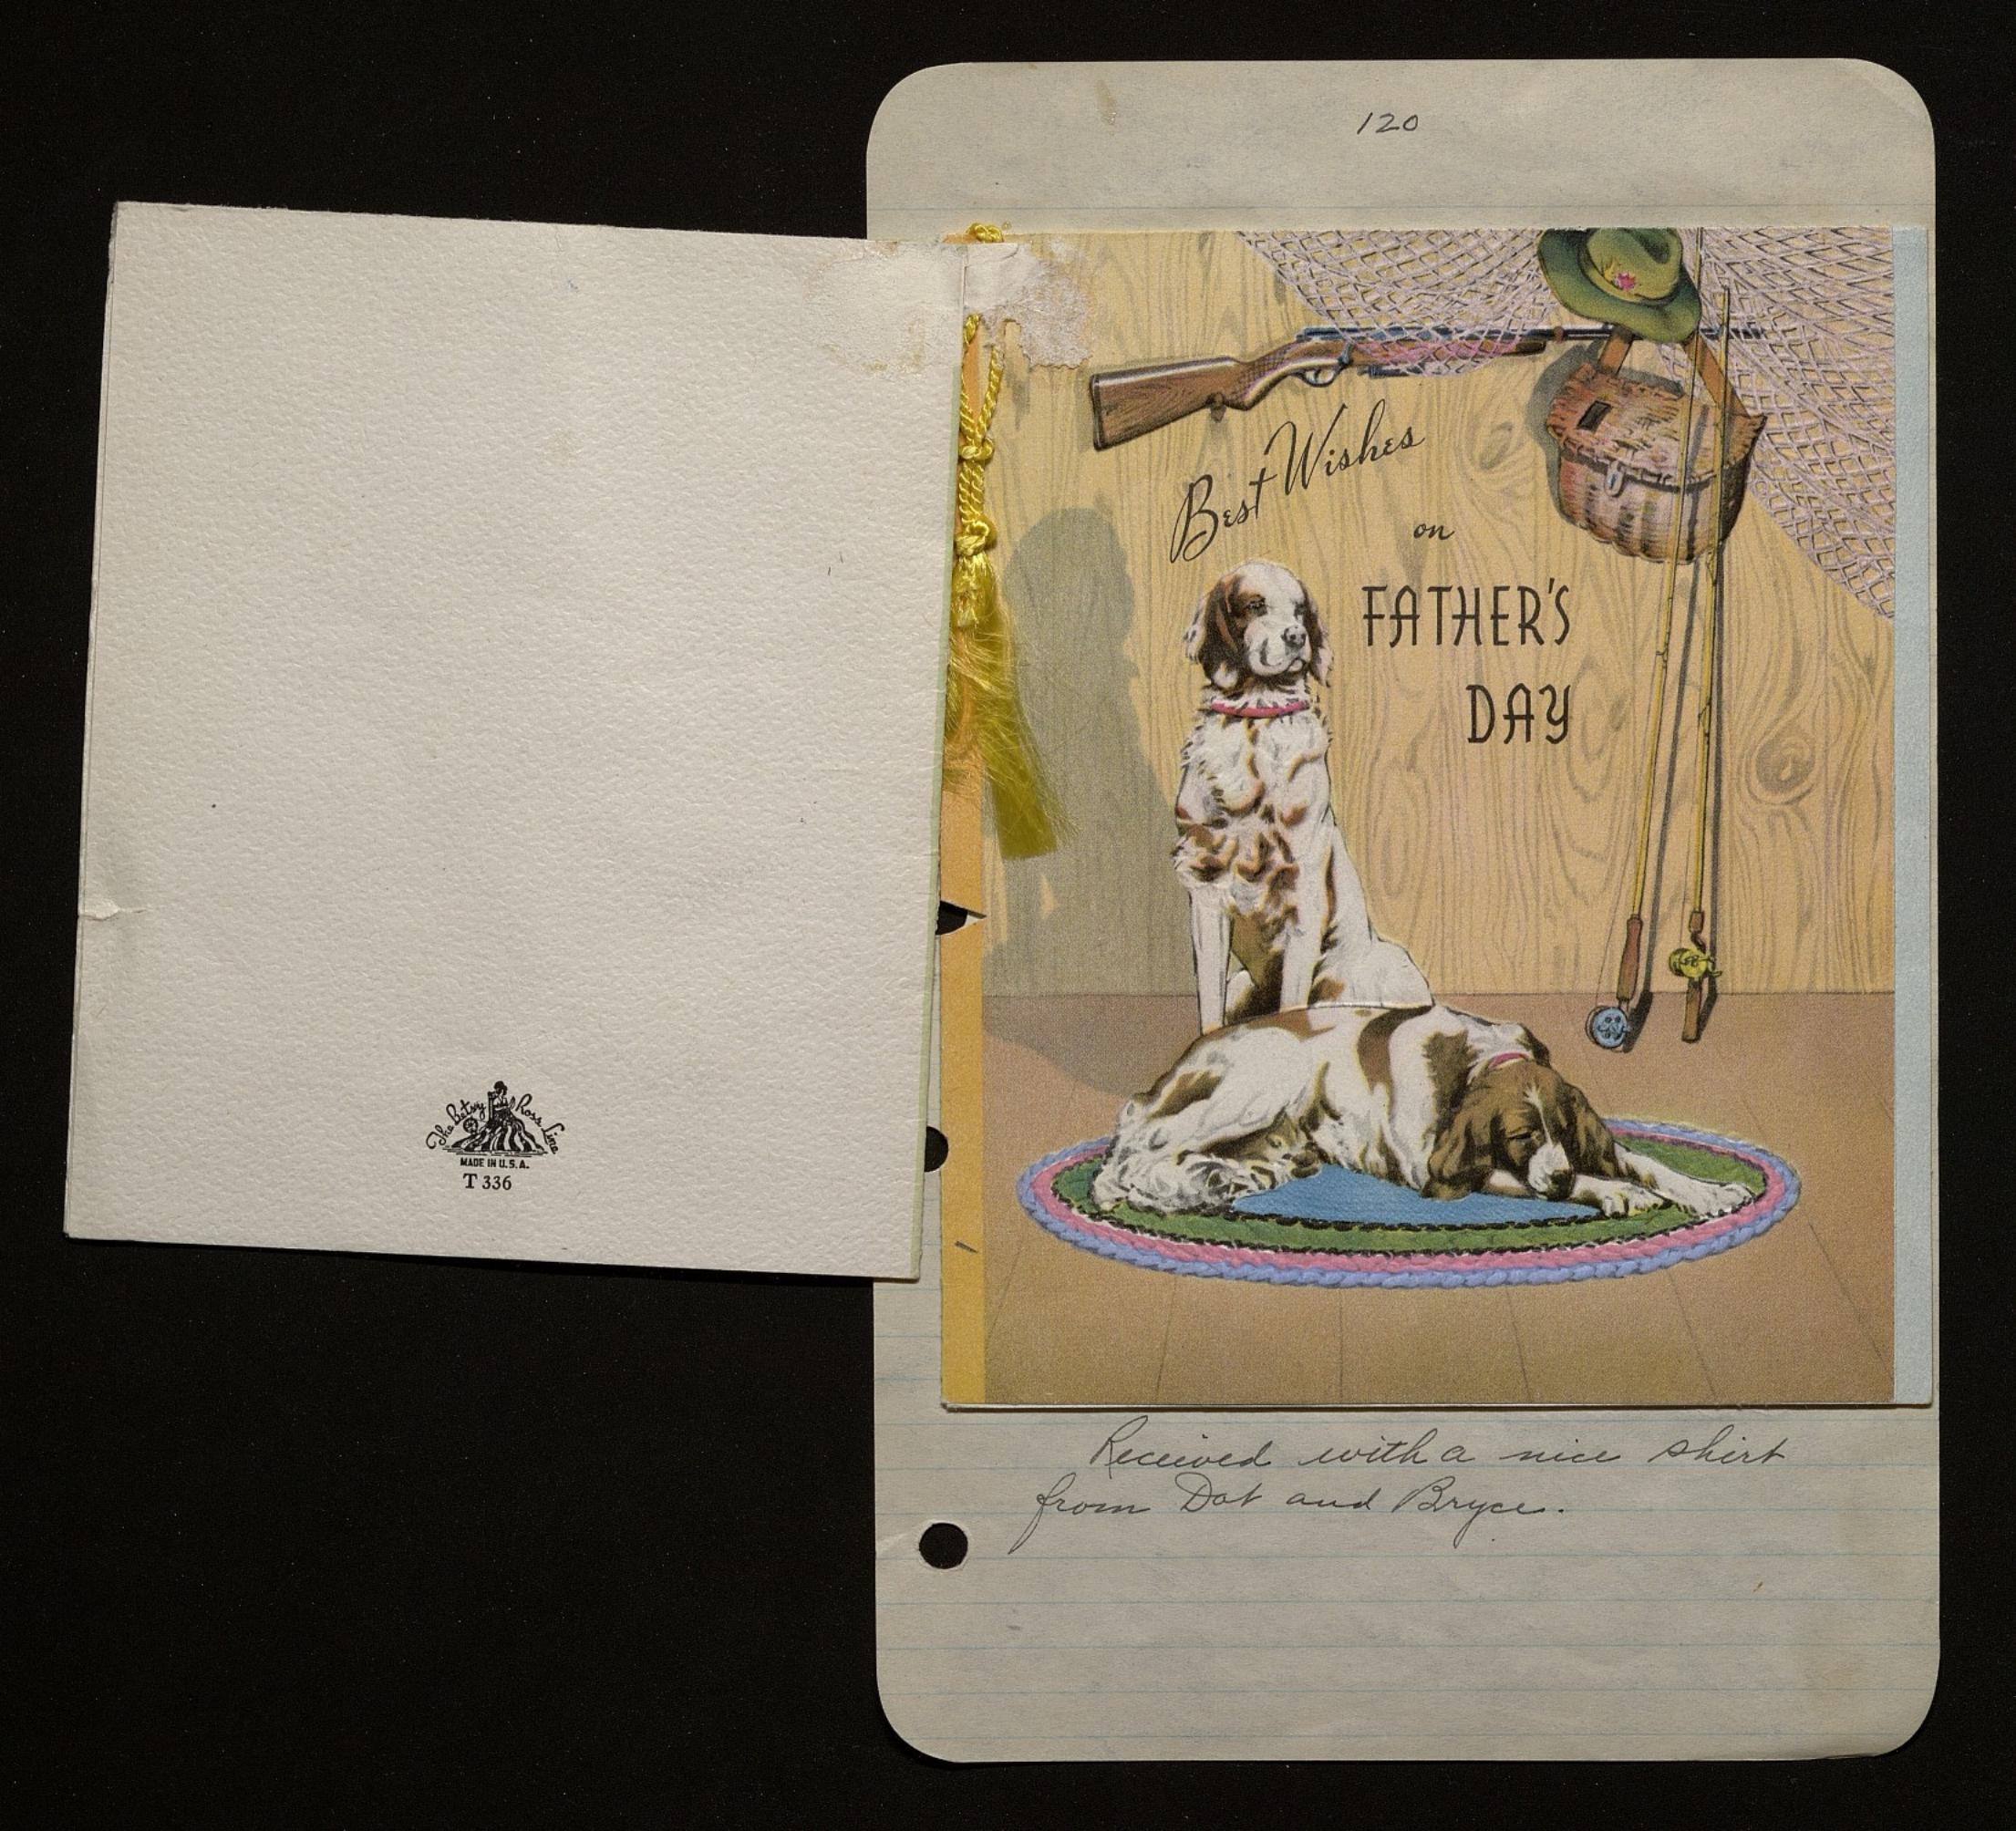 120
Best Wishes
on
FATHER'S
DAY
The Betsy Ross Line
MADE IN U.S.A.
T 336
Received with a nice shirt
from Dot and Bryce.